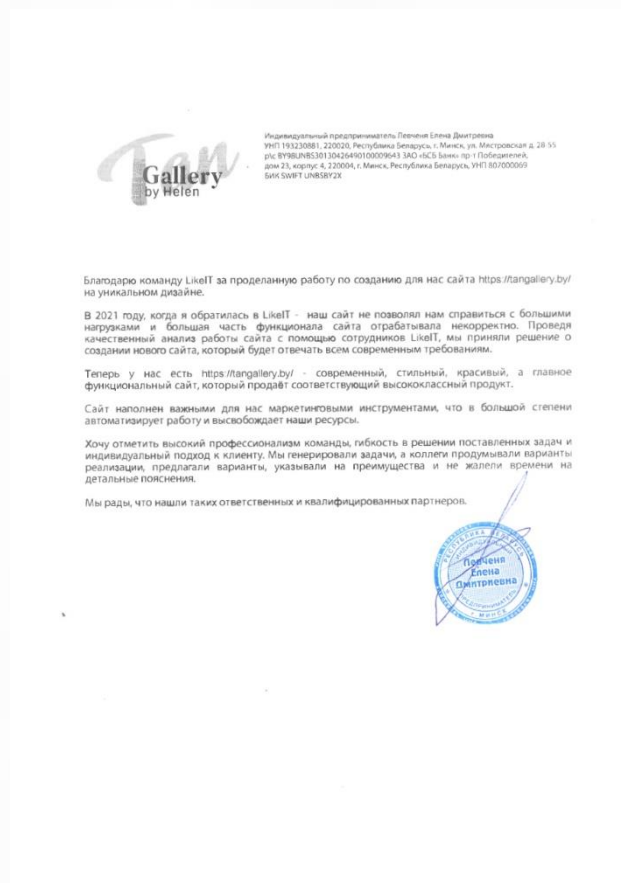 Tan
Gallery
by Helen
Индивидуальный предприниматель Левченя Елена Дмитревна
УНП 193230881, 220020, Республика Беларусь, г. Минск, ул. Мястровская д. 28-55
р\с BY98UNBS30130426490100009643 ЗАО «БСБ Банк» пр-т Победителей,
дом 23, корпус 4, 220004, г. Минск, Республика Беларусь, УНП 807000069
БИК SWIFT UNBSBY2X
Благодарю команду LikeIT за проделанную работу по созданию для нас сайта https://tangallery.by/
на уникальном дизайне.
В 2021 году, когда я обратилась в LikeIT - наш сайт не позволял нам справиться с большими
нагрузками и большая часть функционала сайта отрабатывала некорректно. Проведя
качественный анализ работы сайта с помощью сотрудников LikeIT, мы приняли решение о
создании нового сайта, который будет отвечать всем современным требованиям.
Теперь у нас есть https://tangallery.by/ - современный, стильный, красивый, а главное
функциональный сайт, который продаёт соответствующий высококлассный продукт.
Сайт наполнен важными для нас маркетинговыми инструментами, что в большой степени
автоматизирует работу и высвобождает наши ресурсы.
Хочу отметить высокий профессионализм команды, гибкость в решении поставленных задач и
индивидуальный подход к клиенту. Мы генерировали задачи, а коллеги продумывали варианты
реализации, предлагали варианты, указывали на преимущества и не жалели времени на
детальные пояснения.
Мы рады, что нашли таких ответственных и квалифицированных партнеров.
РЕСПУБЛИКА БЕЛАРУСЬ
ИНДИВИДУАЛЬНЫЙ
Левченя
Елена
Дмитриевна
ПРЕДПРИНИМАТЕЛЬ
г. МИНСК